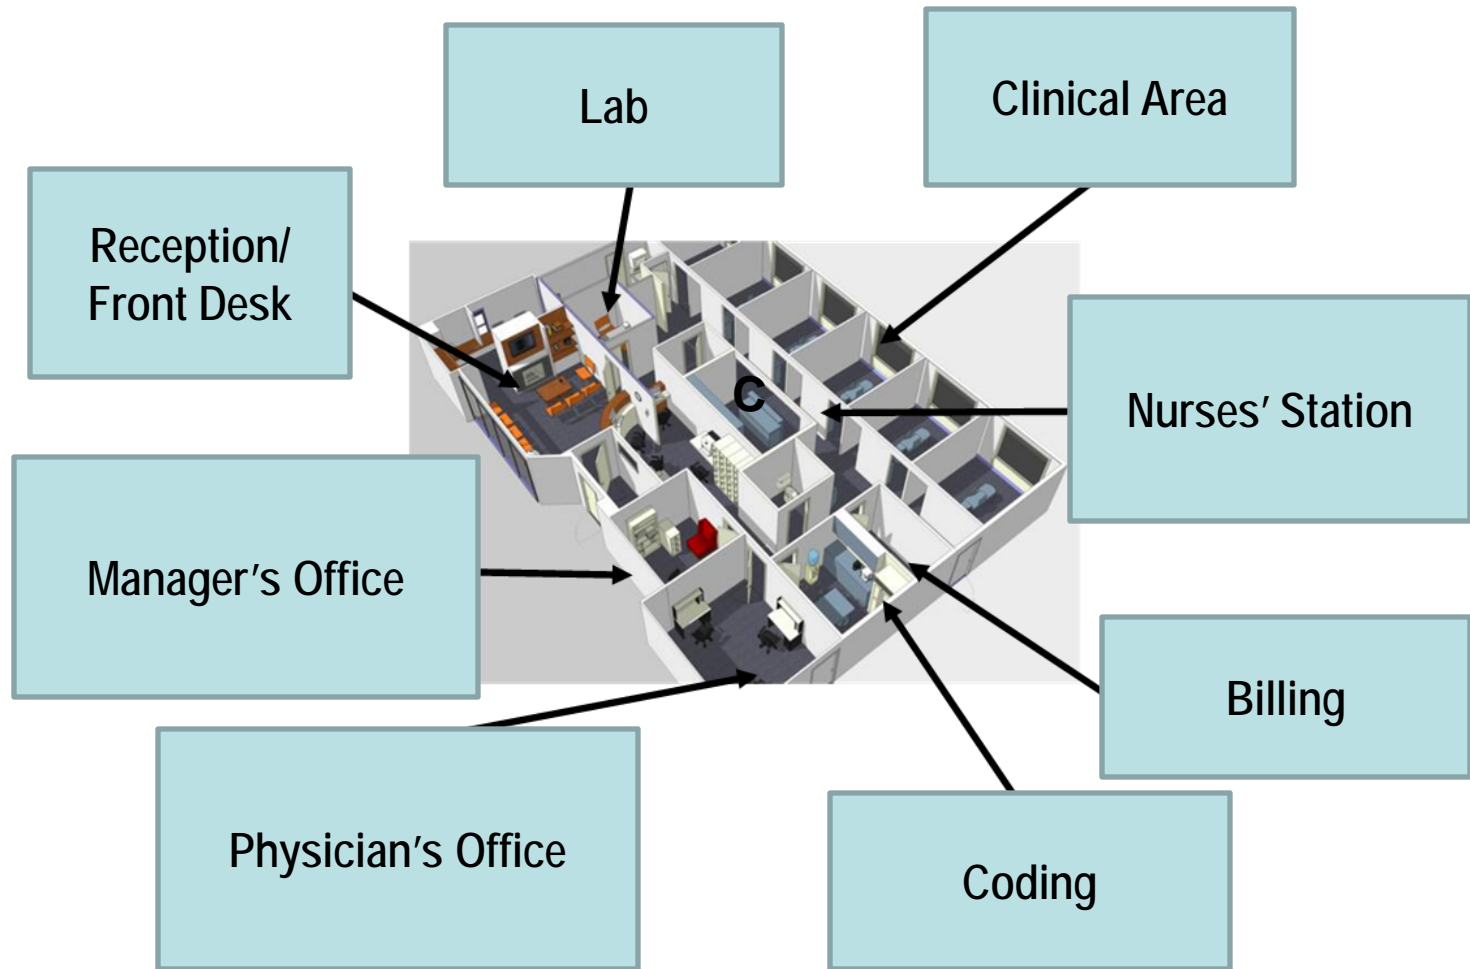 Lab
Clinical Area
Reception/
Front Desk
C
Nurses’ Station
Manager’s Office
Billing
Physician’s Office
Coding